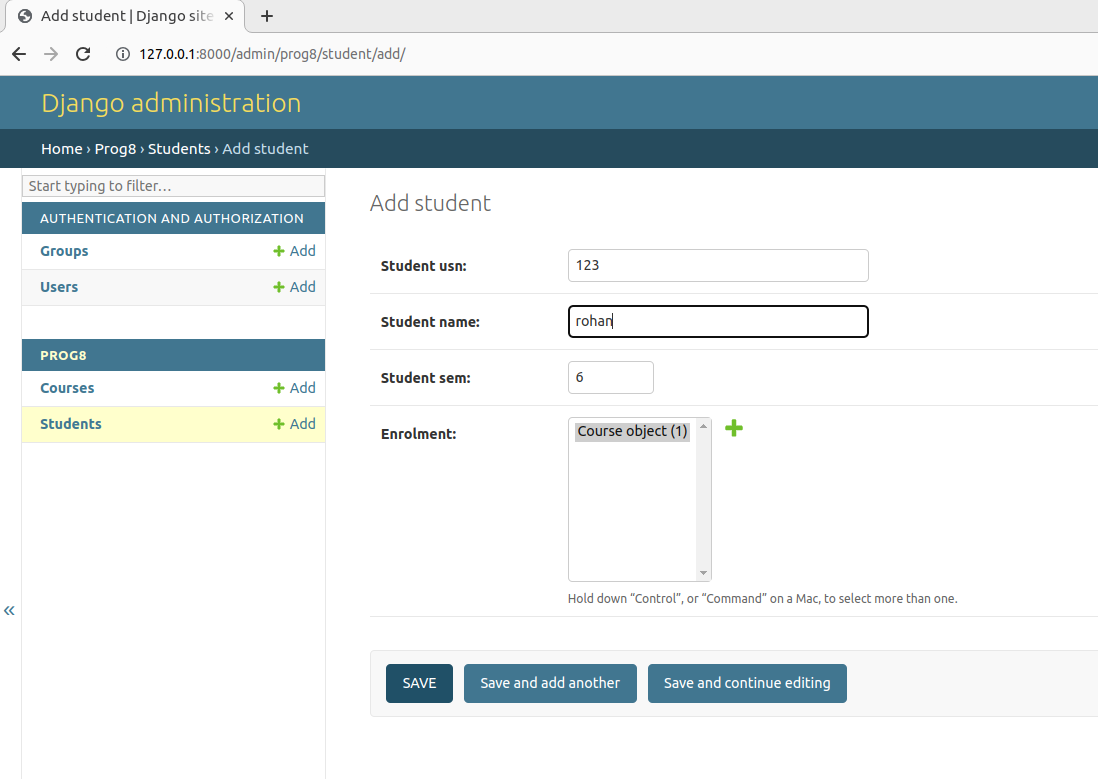 Add student | Django site
127.0.0.1:8000/admin/prog8/student/add/
Django administration
Home › Prog8 › Students › Add student
Start typing to filter…
AUTHENTICATION AND AUTHORIZATION
Groups + Add
Users + Add
PROG8
Courses + Add
Students + Add
«
Add student
Student usn: 123
Student name: rohan
Student sem: 6
Enrolment: Course object (1)
Hold down “Control”, or “Command” on a Mac, to select more than one.
SAVE Save and add another Save and continue editing